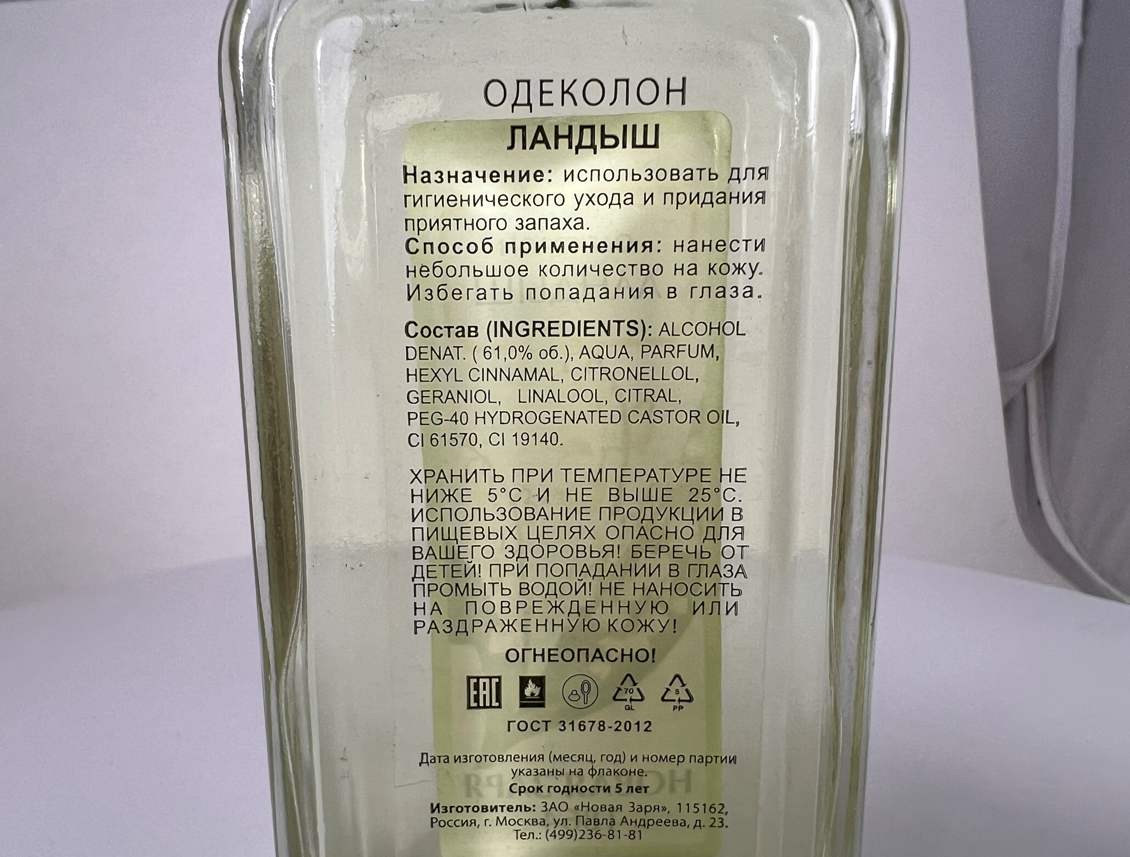 ОДЕКОЛОН
ЛАНДЫШ
Назначение: использовать для
гигиенического ухода и придания
приятного запаха.
Способ применения: нанести
небольшое количество на кожу.
Избегать попадания в глаза.
Состав (INGREDIENTS): ALCOHOL
DENAT. ( 61,0% об.), AQUA, PARFUM,
HEXYL CINNAMAL, CITRONELLOL,
GERANIOL, LINALOOL, CITRAL,
PEG-40 HYDROGENATED CASTOR OIL,
CI 61570, CI 19140.
ХРАНИТЬ ПРИ ТЕМПЕРАТУРЕ НЕ
НИЖЕ 5°С И НЕ ВЫШЕ 25°С.
ИСПОЛЬЗОВАНИЕ ПРОДУКЦИИ В
ПИЩЕВЫХ ЦЕЛЯХ ОПАСНО ДЛЯ
ВАШЕГО ЗДОРОВЬЯ! БЕРЕЧЬ ОТ
ДЕТЕЙ! ПРИ ПОПАДАНИИ В ГЛАЗА
ПРОМЫТЬ ВОДОЙ! НЕ НАНОСИТЬ
НА ПОВРЕЖДЕННУЮ ИЛИ
РАЗДРАЖЕННУЮ КОЖУ!
ОГНЕОПАСНО!
EAC 70 GL 5 PP
ГОСТ 31678-2012
Дата изготовления (месяц, год) и номер партии
указаны на флаконе.
Срок годности 5 лет
Изготовитель: ЗАО «Новая Заря», 115162,
Россия, г. Москва, ул. Павла Андреева, д. 23.
Тел.: (499)236-81-81